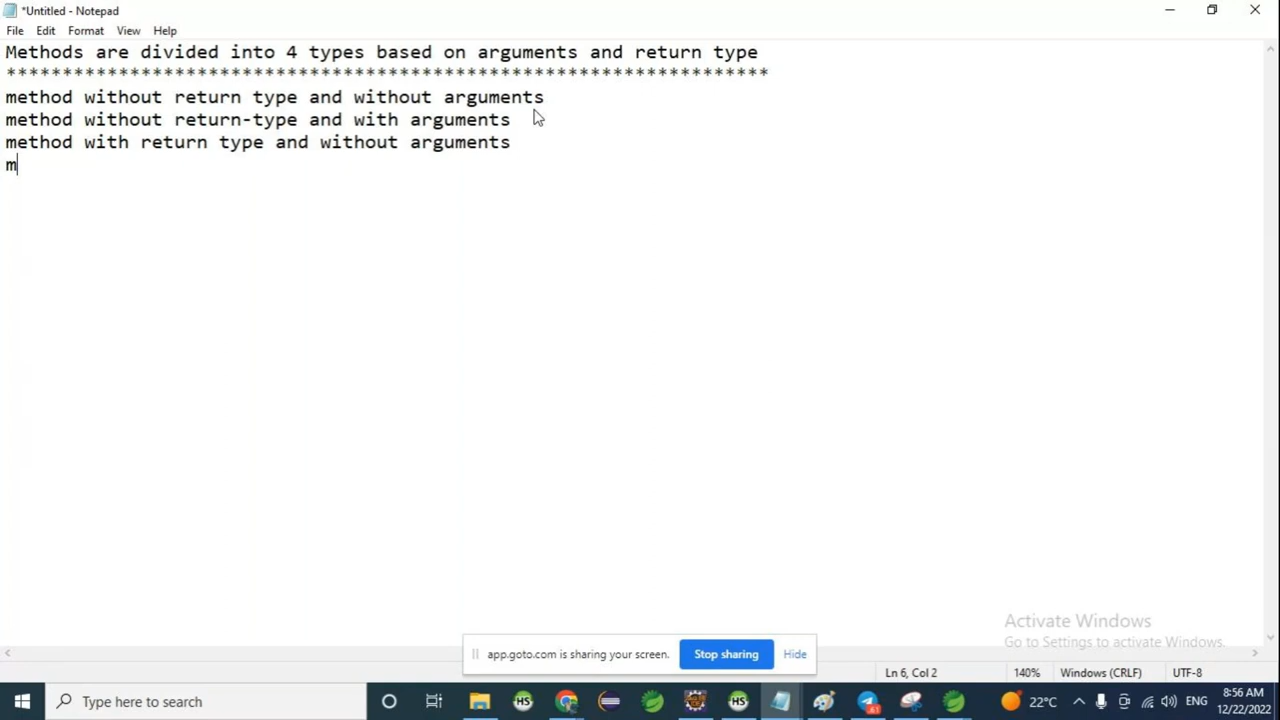 *Untitled - Notepad
File Edit Format View Help
Methods are divided into 4 types based on arguments and return type
********************************************************************
method without return type and without arguments
method without return-type and with arguments
method with return type and without arguments
m
Activate Windows
Go to Settings to activate Windows.
app.goto.com is sharing your screen. Stop sharing Hide
Ln 6, Col 2 140% Windows (CRLF) UTF-8
Type here to search HS HS 22°C ENG 8:56 AM
12/22/2022